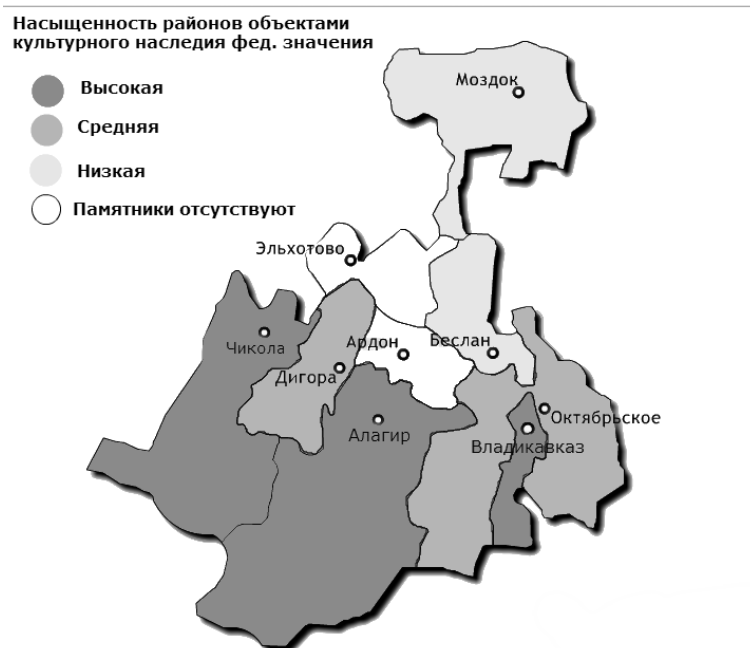 Насыщенность районов объектами
культурного наследия фед. значения
Высокая
Средняя
Низкая
Памятники отсутствуют
Моздок
Эльхотово
Чикола
Ардон
Беслан
Дигора
Алагир
Октябрьское
Владикавказ